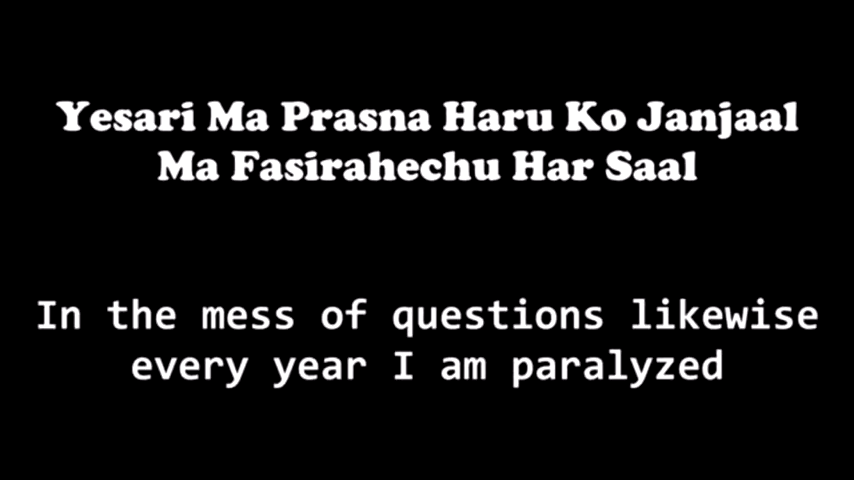 Yesari Ma Prasna Haru Ko Janjaal
Ma Fasirahechu Har Saal
In the mess of questions likewise
every year I am paralyzed